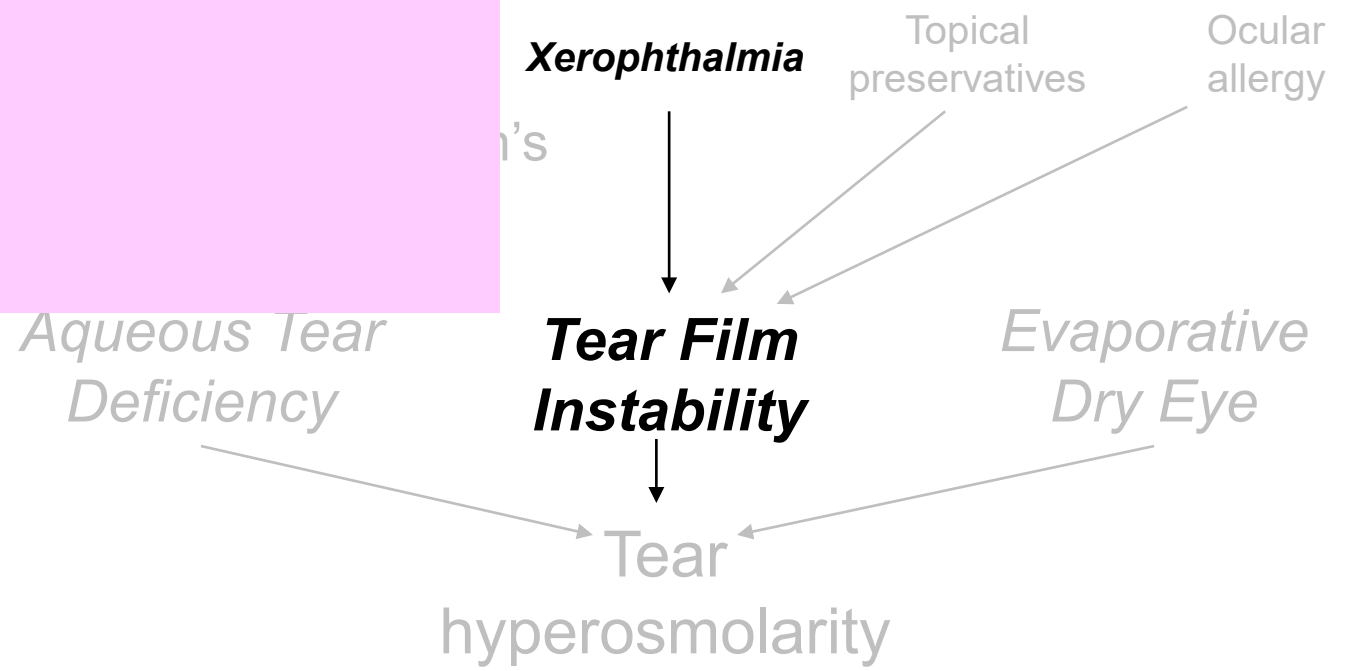 Xerophthalmia
Topical
preservatives
Ocular
allergy
’s
Aqueous Tear
Deficiency
Tear Film
Instability
Evaporative
Dry Eye
Tear
hyperosmolarity